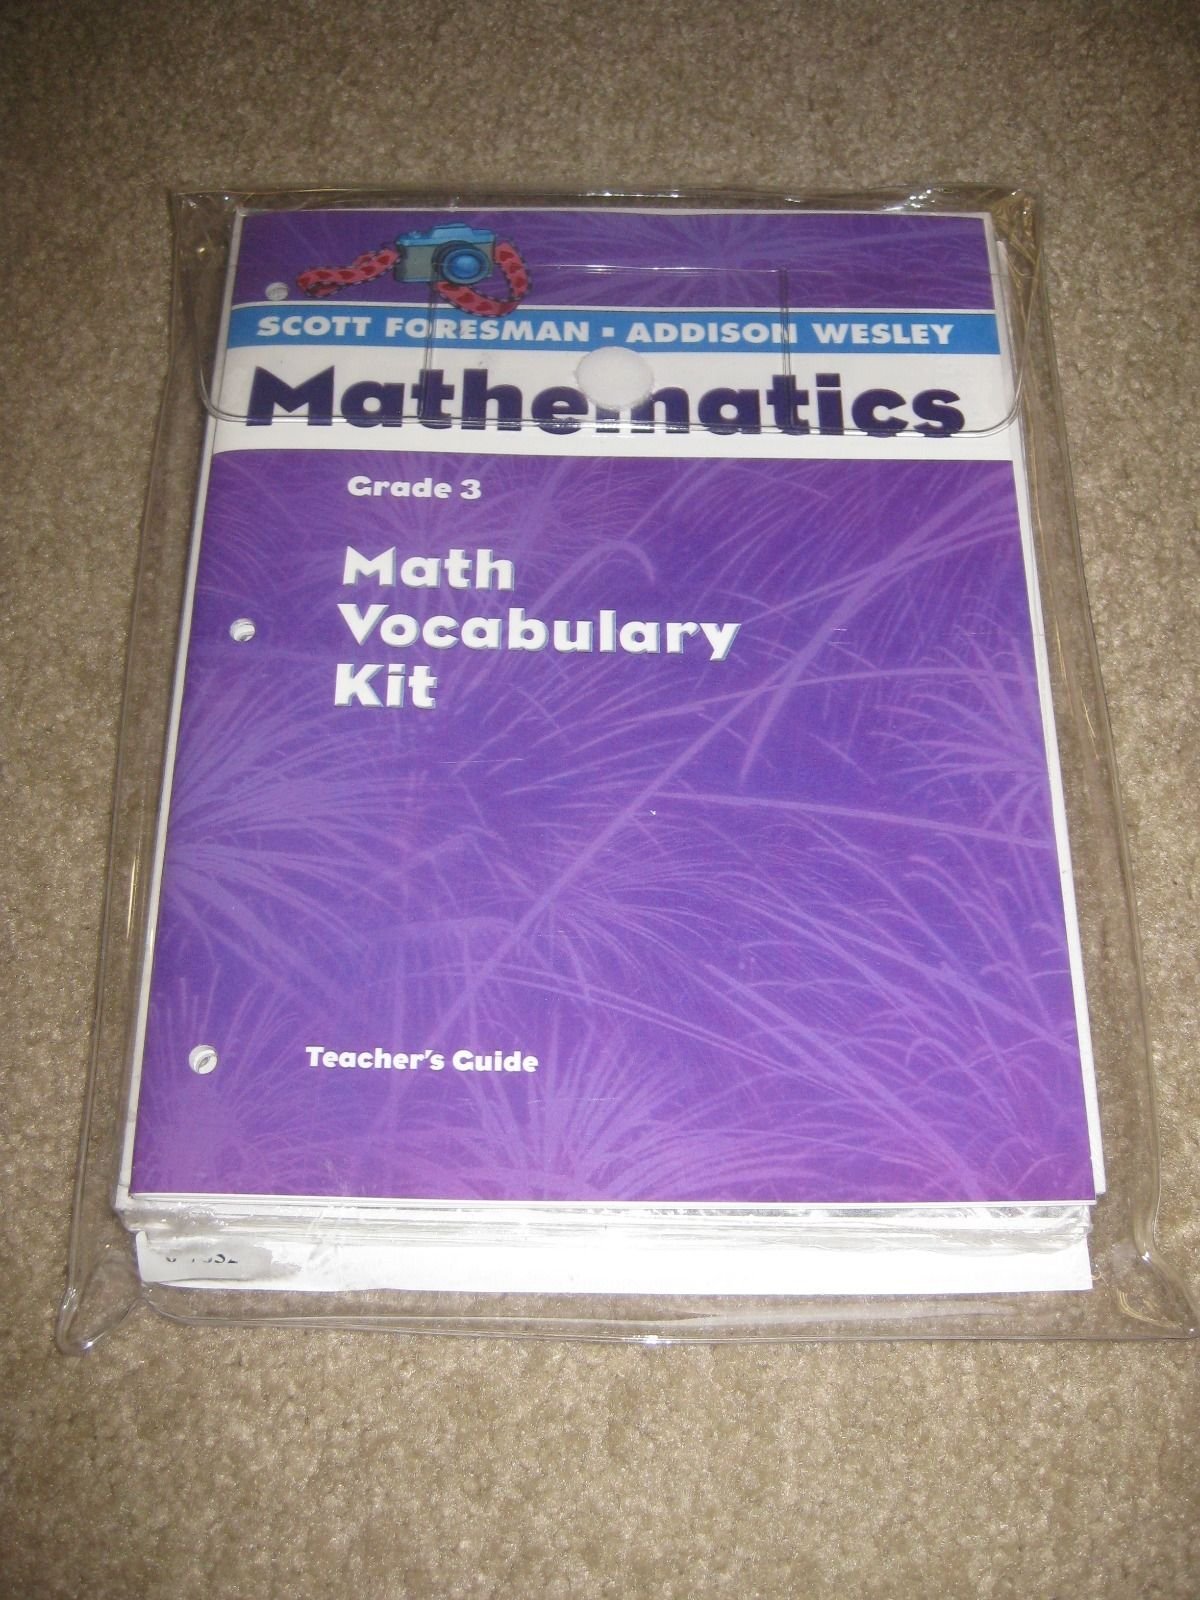 SCOTT FORESMAN ▪ ADDISON WESLEY
Mathematics
Grade 3
Math
Vocabulary
Kit
Teacher's Guide